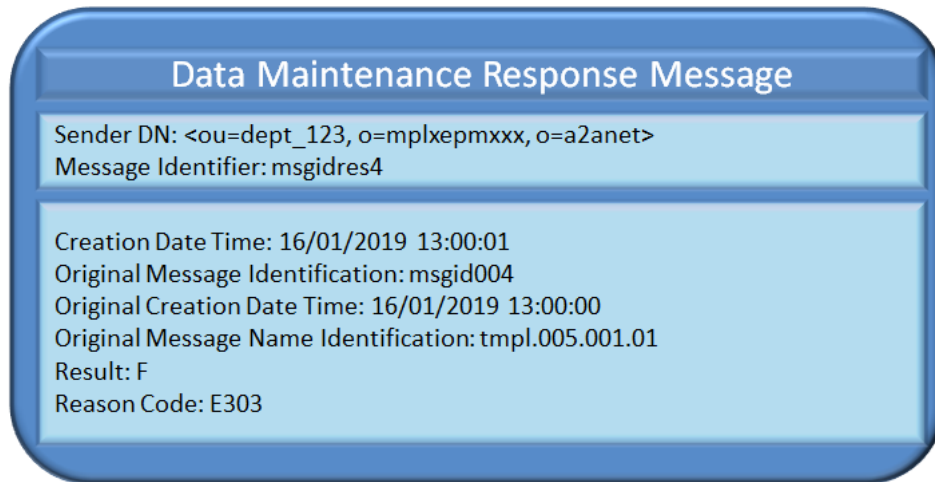 Data Maintenance Response Message
Sender DN: <ou=dept_123, o=mplxepmxxx, o=a2anet>
Message Identifier: msgidres4
Creation Date Time: 16/01/2019 13:00:01
Original Message Identification: msgid004
Original Creation Date Time: 16/01/2019 13:00:00
Original Message Name Identification: tmpl.005.001.01
Result: F
Reason Code: E303